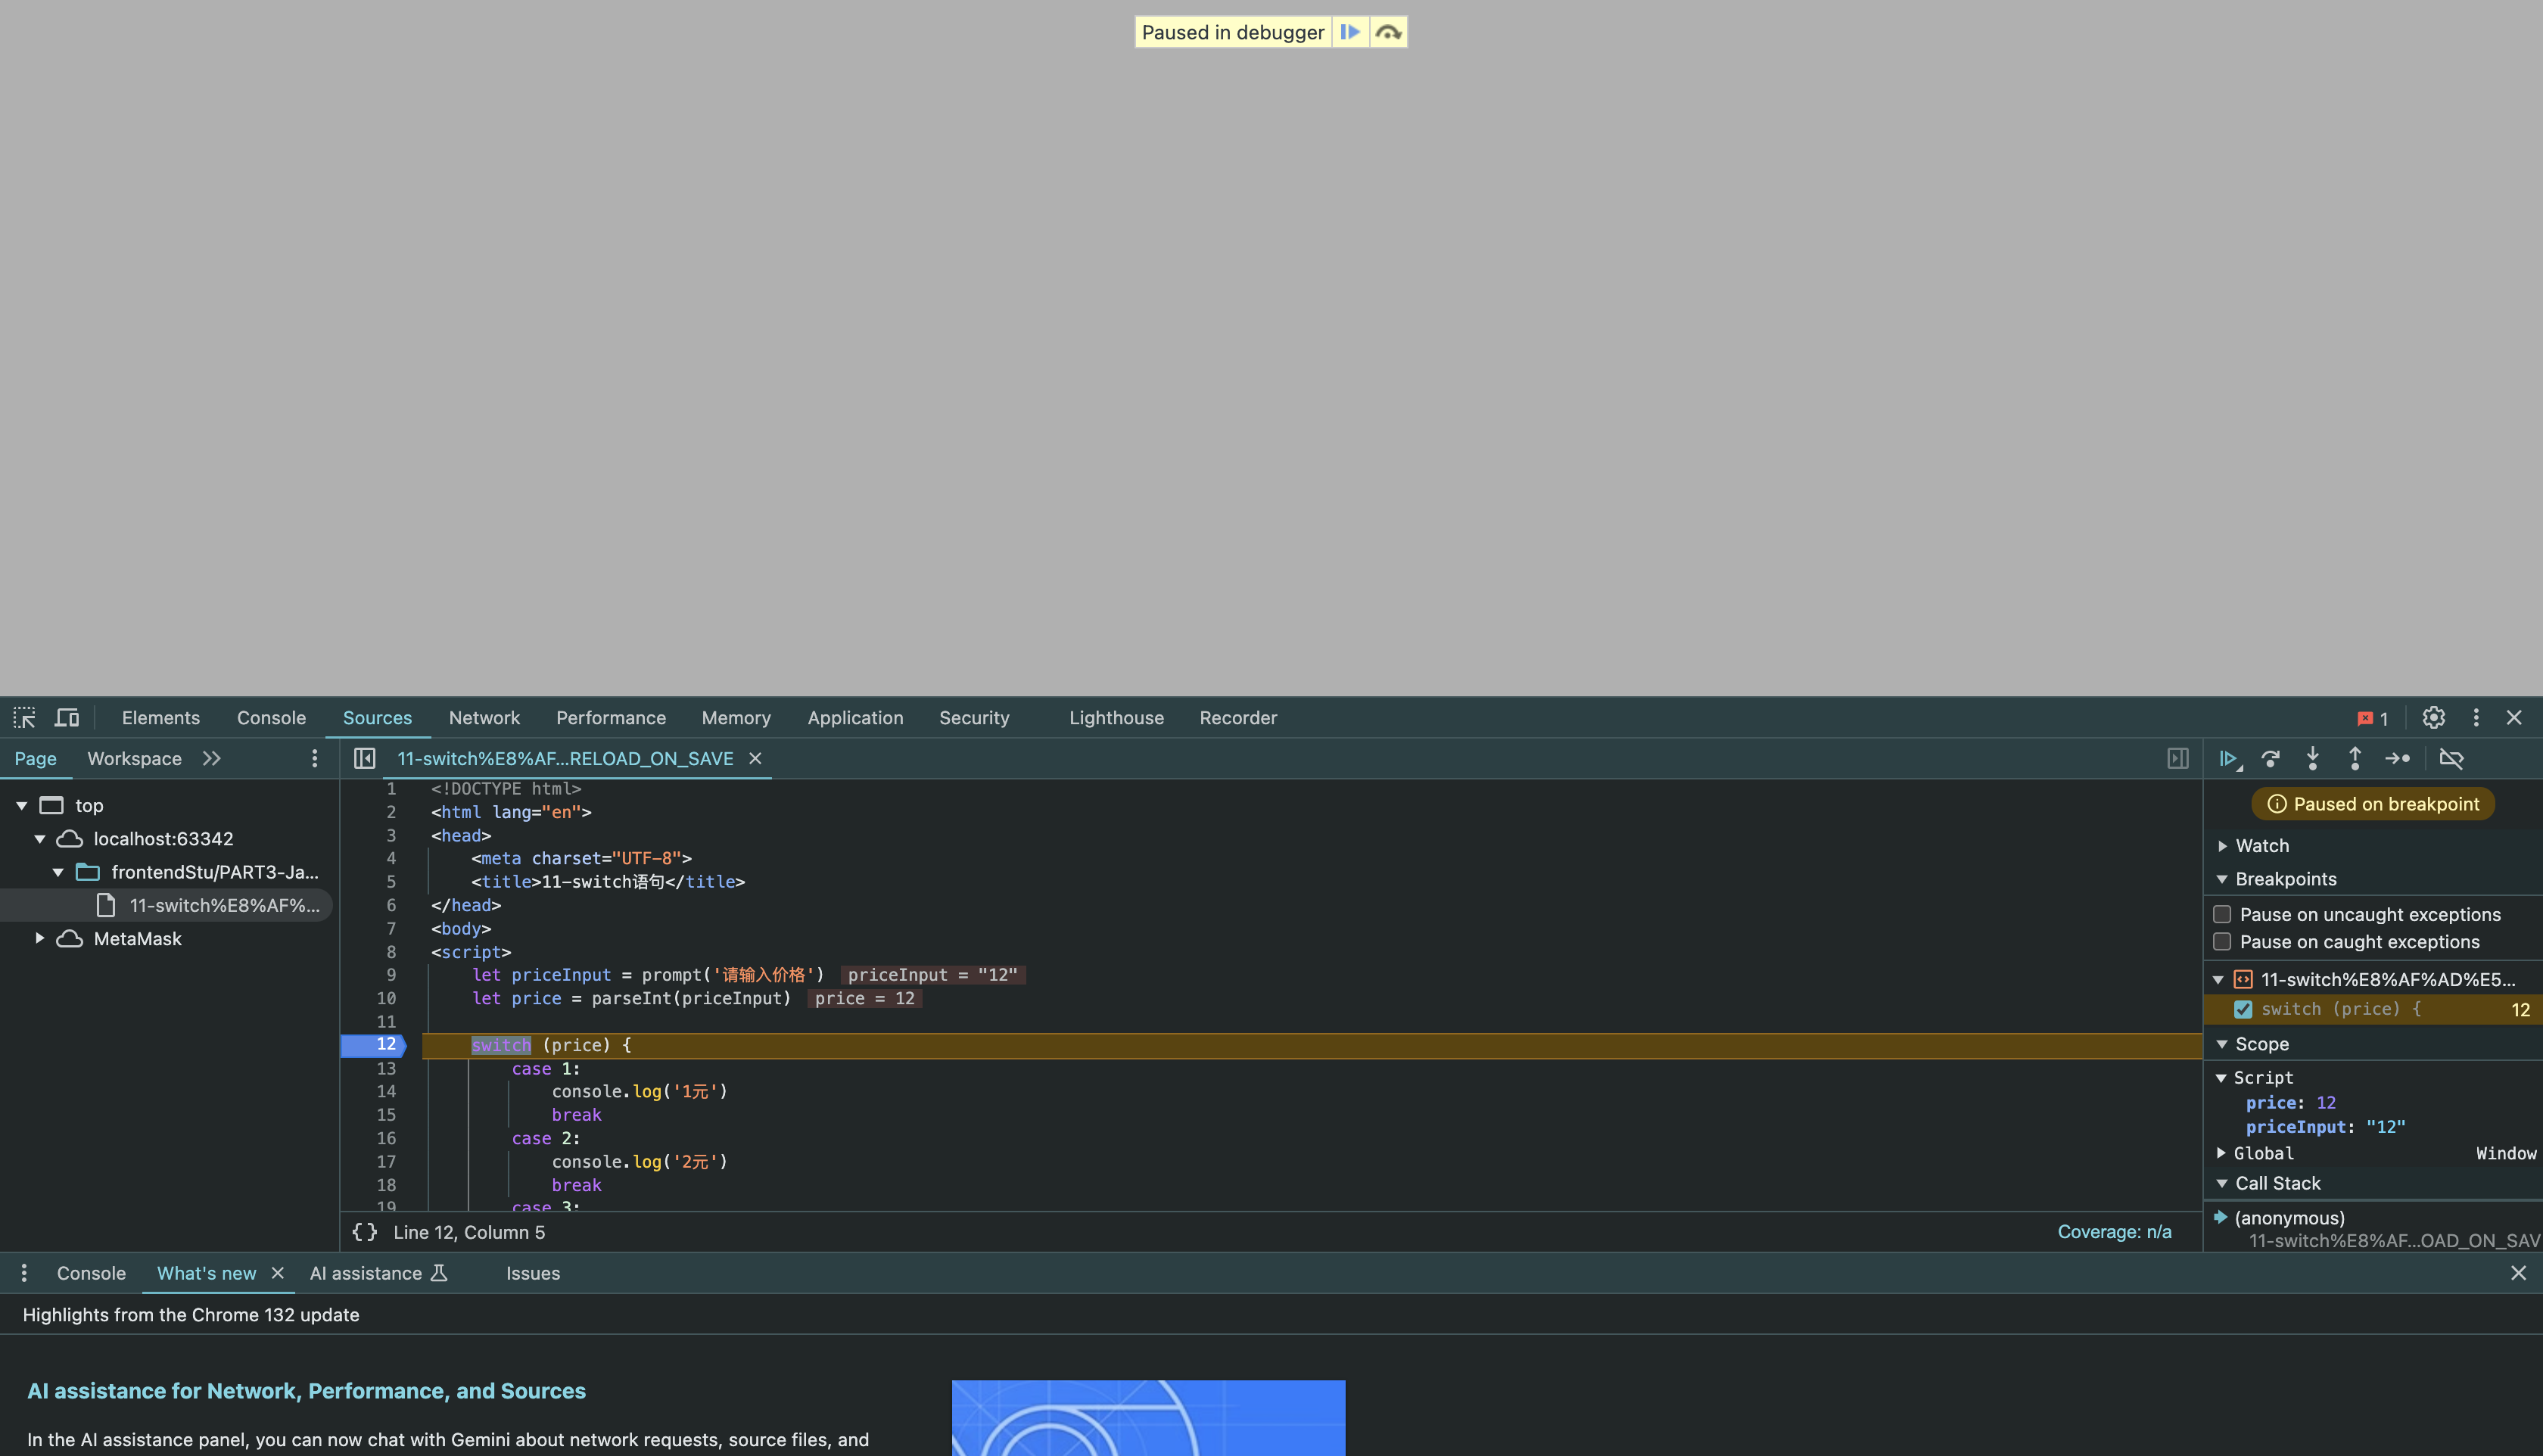 Paused in debugger
Elements Console Sources Network Performance Memory Application Security Lighthouse Recorder 1
Page Workspace
top
localhost:63342
frontendStu/PART3-Ja...
11-switch%E8%AF%...
MetaMask
11-switch%E8%AF...RELOAD_ON_SAVE
1 <!DOCTYPE html>
2 <html lang="en">
3 <head>
4 <meta charset="UTF-8">
5 <title>11-switch语句</title>
6 </head>
7 <body>
8 <script>
9 let priceInput = prompt('请输入价格') priceInput = "12"
10 let price = parseInt(priceInput) price = 12
11
12 switch (price) {
13 case 1:
14 console.log('1元')
15 break
16 case 2:
17 console.log('2元')
18 break
19 case 3:
{ } Line 12, Column 5 Coverage: n/a
Paused on breakpoint
Watch
Breakpoints
Pause on uncaught exceptions
Pause on caught exceptions
11-switch%E8%AF%AD%E5...
switch (price) { 12
Scope
Script
price: 12
priceInput: "12"
Global Window
Call Stack
(anonymous)
11-switch%E8%AF...OAD_ON_SAV
Console What's new AI assistance Issues
Highlights from the Chrome 132 update
AI assistance for Network, Performance, and Sources
In the AI assistance panel, you can now chat with Gemini about network requests, source files, and